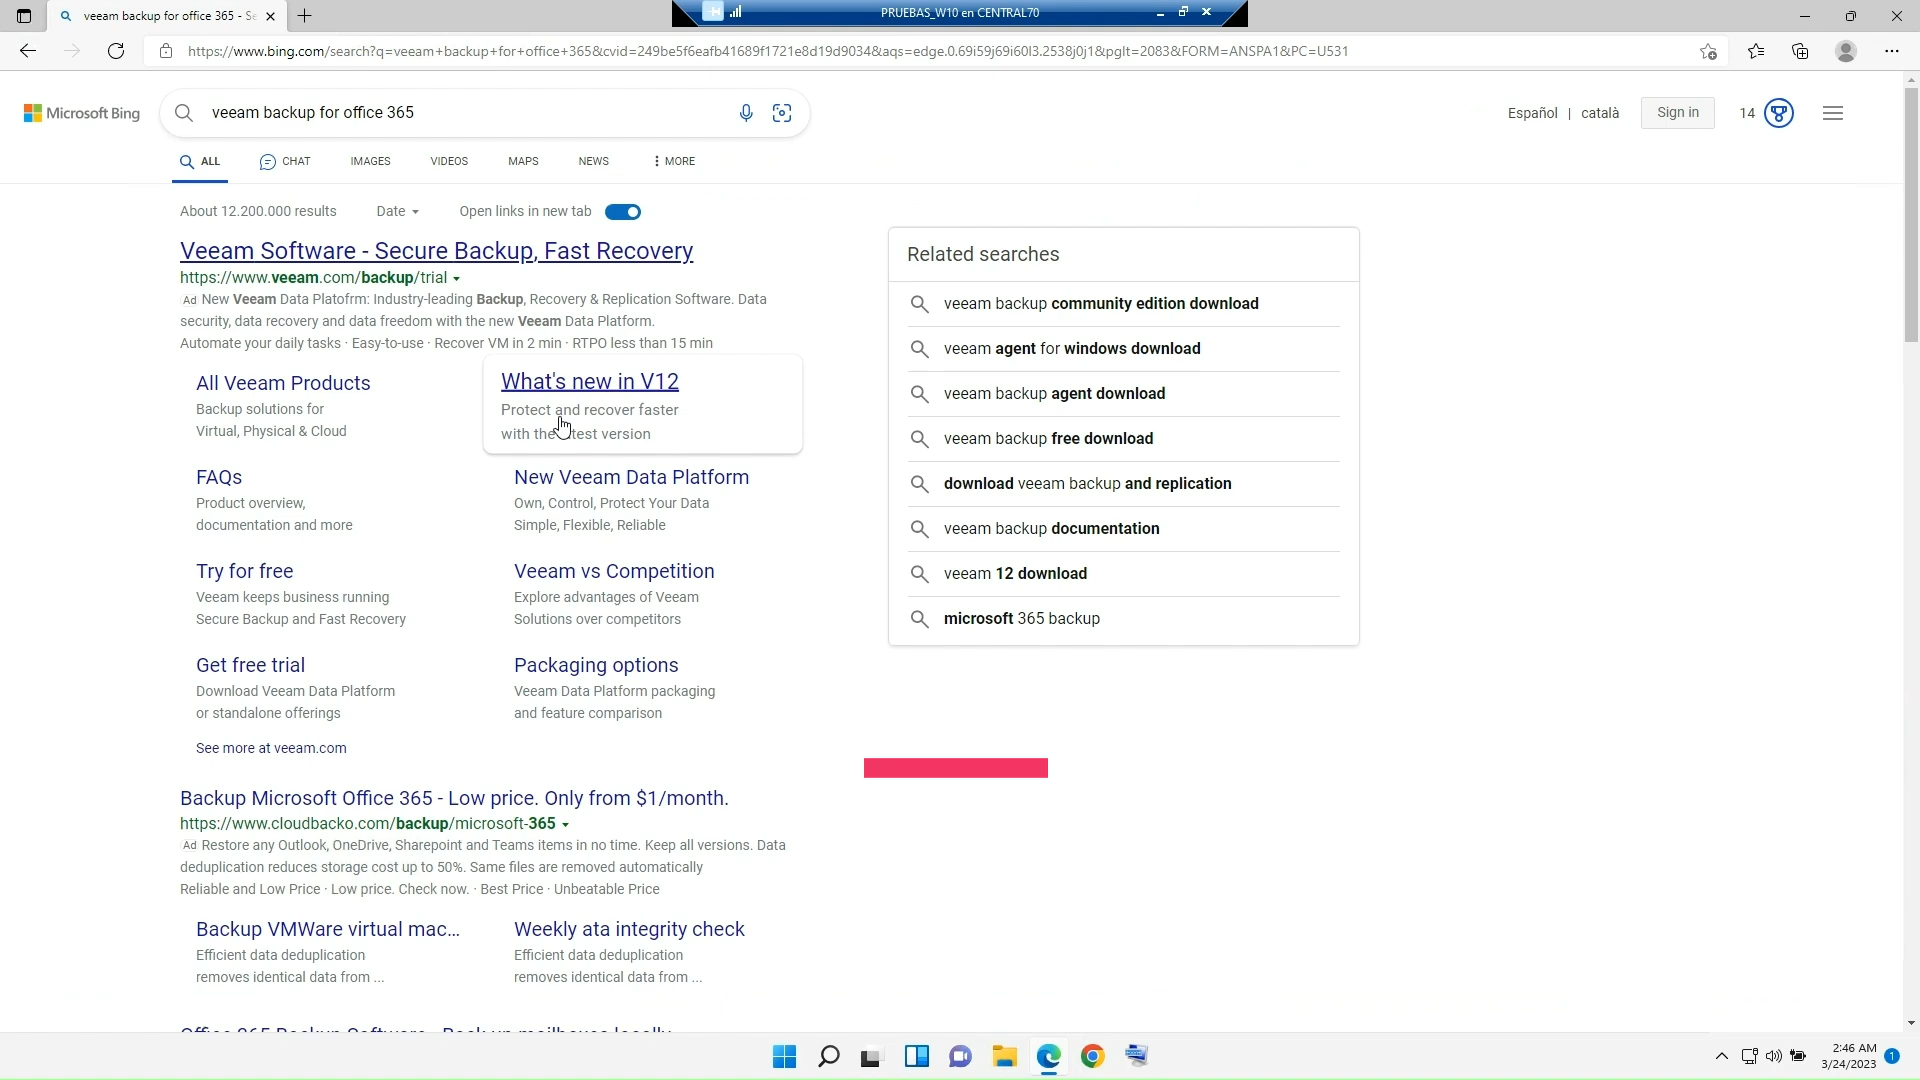 veeam backup for office 365 - Se
PRUEBAS_W10 en CENTRAL70
https://www.bing.com/search?q=veeam+backup+for+office+365&cvid=249be5f6eafb41689f1721e8d19d9034&aqs=edge.0.69i59j69i60l3.2538j0j1&pglt=2083&FORM=ANSPA1&PC=U531
Microsoft Bing
veeam backup for office 365
Español | català
Sign in
14
ALL
CHAT
IMAGES
VIDEOS
MAPS
NEWS
MORE
About 12.200.000 results
Date
Open links in new tab
Veeam Software - Secure Backup, Fast Recovery
https://www.veeam.com/backup/trial
Ad New Veeam Data Platofrm: Industry-leading Backup, Recovery & Replication Software. Data
security, data recovery and data freedom with the new Veeam Data Platform.
Automate your daily tasks · Easy-to-use · Recover VM in 2 min · RTPO less than 15 min
All Veeam Products
Backup solutions for
Virtual, Physical & Cloud
What's new in V12
Protect and recover faster
with the latest version
FAQs
Product overview,
documentation and more
New Veeam Data Platform
Own, Control, Protect Your Data
Simple, Flexible, Reliable
Try for free
Veeam keeps business running
Secure Backup and Fast Recovery
Veeam vs Competition
Explore advantages of Veeam
Solutions over competitors
Get free trial
Download Veeam Data Platform
or standalone offerings
Packaging options
Veeam Data Platform packaging
and feature comparison
See more at veeam.com
Backup Microsoft Office 365 - Low price. Only from $1/month.
https://www.cloudbacko.com/backup/microsoft-365
Ad Restore any Outlook, OneDrive, Sharepoint and Teams items in no time. Keep all versions. Data
deduplication reduces storage cost up to 50%. Same files are removed automatically
Reliable and Low Price · Low price. Check now. · Best Price · Unbeatable Price
Backup VMWare virtual mac...
Efficient data deduplication
removes identical data from ...
Weekly ata integrity check
Efficient data deduplication
removes identical data from ...
Office 365 Backup Software - Back up mailboxes locally
Related searches
veeam backup community edition download
veeam agent for windows download
veeam backup agent download
veeam backup free download
download veeam backup and replication
veeam backup documentation
veeam 12 download
microsoft 365 backup
2:46 AM
3/24/2023
1